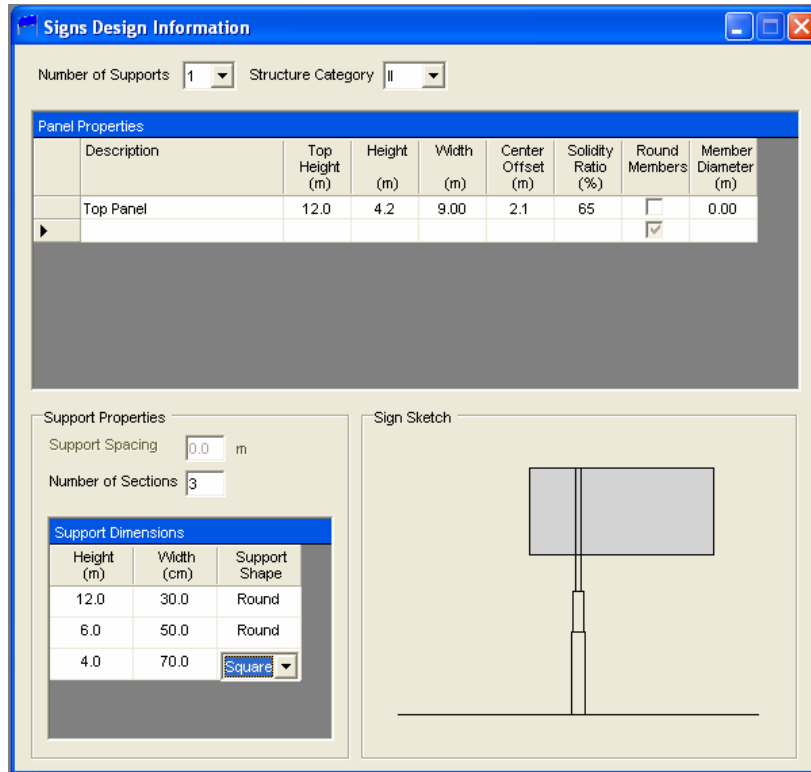 Signs Design Information
Number of Supports 1 Structure Category II
Panel Properties
Description Top Height (m) Height (m) Width (m) Center Offset (m) Solidity Ratio (%) Round Members Member Diameter (m)
Top Panel 12.0 4.2 9.00 2.1 65 0.00
Support Properties
Support Spacing 0.0 m
Number of Sections 3
Support Dimensions
Height (m) Width (cm) Support Shape
12.0 30.0 Round
6.0 50.0 Round
4.0 70.0 Square
Sign Sketch